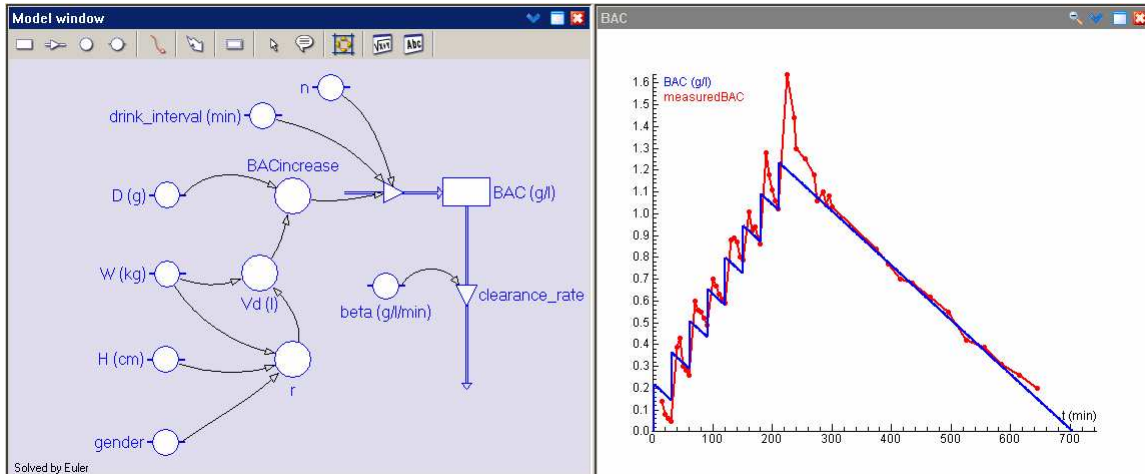 Model window
√x+y
Abc
n
drink_interval (min)
BACincrease
D (g)
BAC (g/l)
W (kg)
Vd (l)
beta (g/l/min)
clearance_rate
H (cm)
r
gender
Solved by Euler
BAC
BAC (g/l)
measuredBAC
1.6
1.5
1.4
1.3
1.2
1.1
1.0
0.9
0.8
0.7
0.6
0.5
0.4
0.3
0.2
0.1
0.0
t (min)
0 100 200 300 400 500 600 700